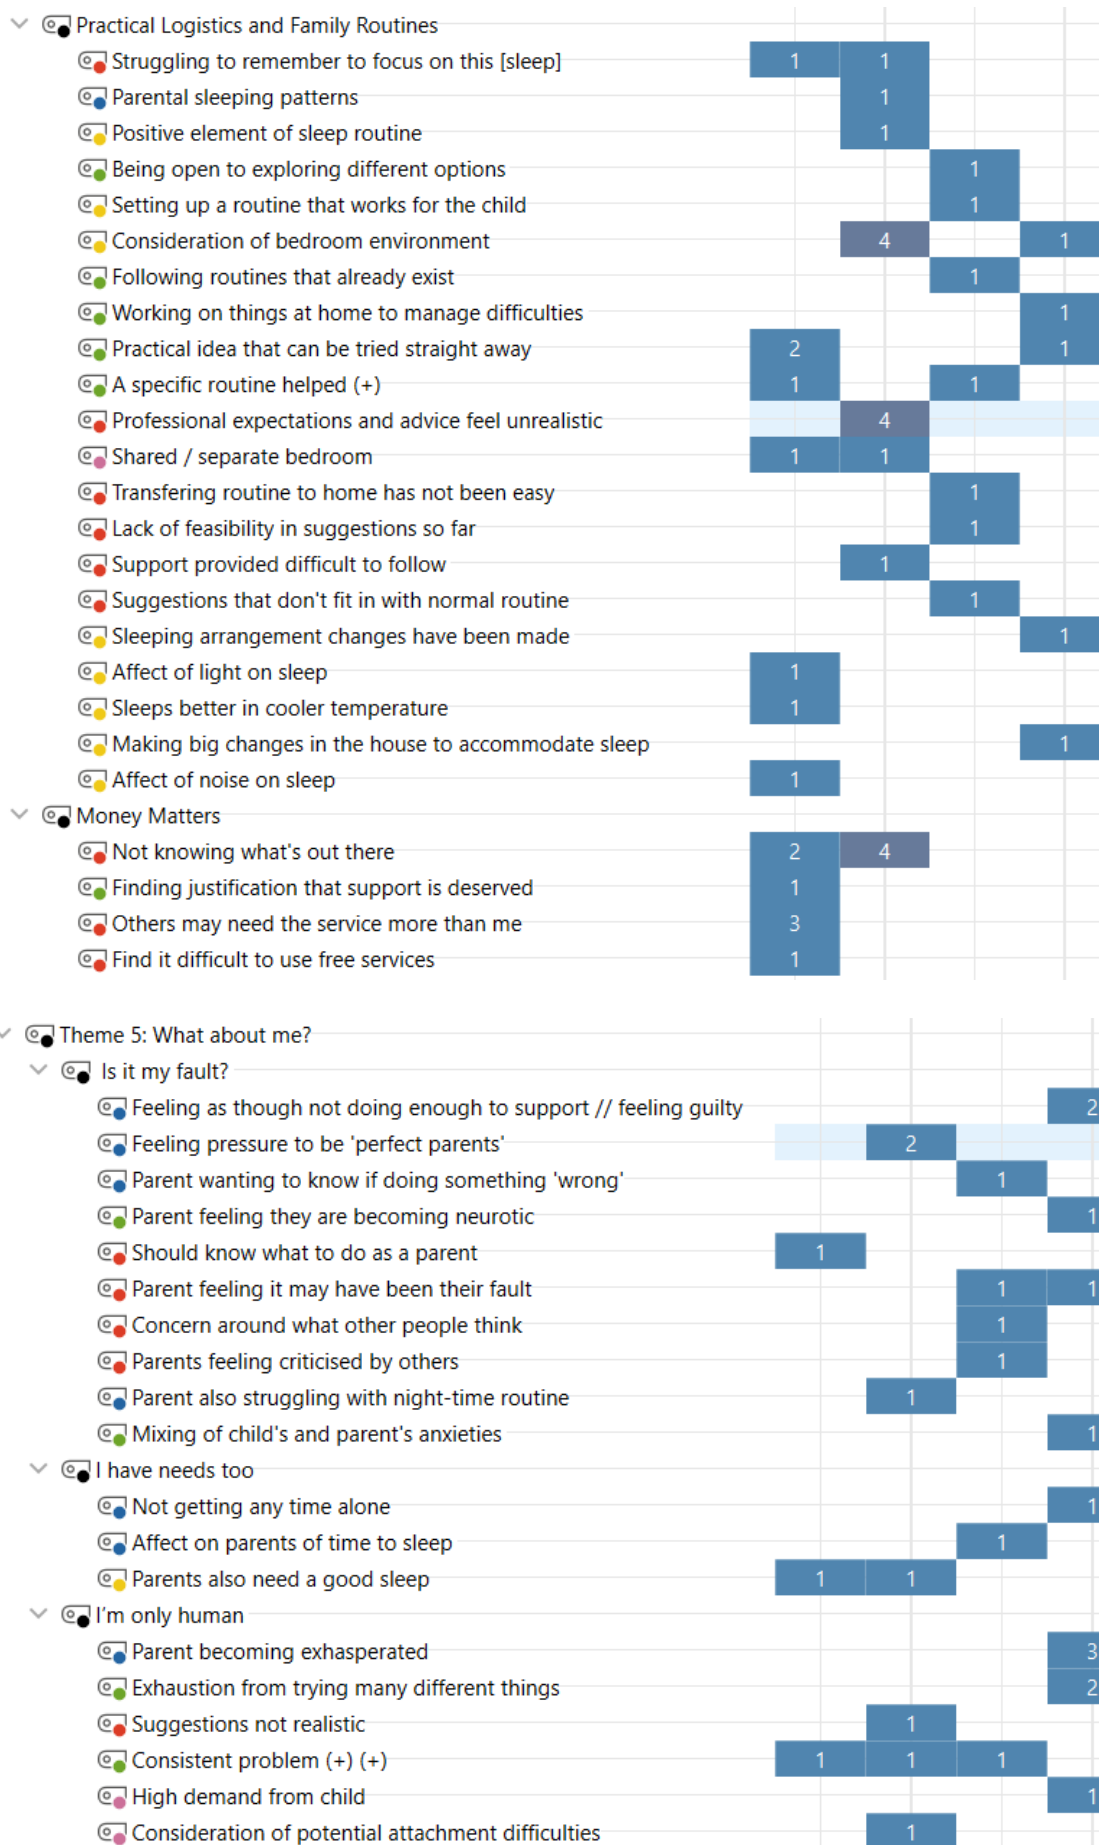 Practical Logistics and Family Routines
Struggling to remember to focus on this [sleep] 1 1
Parental sleeping patterns 1
Positive element of sleep routine 1
Being open to exploring different options 1
Setting up a routine that works for the child 1
Consideration of bedroom environment 4 1
Following routines that already exist 1
Working on things at home to manage difficulties 1
Practical idea that can be tried straight away 2 1
A specific routine helped (+) 1 1
Professional expectations and advice feel unrealistic 4
Shared / separate bedroom 1 1
Transfering routine to home has not been easy 1
Lack of feasibility in suggestions so far 1
Support provided difficult to follow 1
Suggestions that don't fit in with normal routine 1
Sleeping arrangement changes have been made 1
Affect of light on sleep 1
Sleeps better in cooler temperature 1
Making big changes in the house to accommodate sleep 1
Affect of noise on sleep 1
Money Matters
Not knowing what's out there 2 4
Finding justification that support is deserved 1
Others may need the service more than me 3
Find it difficult to use free services 1
Theme 5: What about me?
Is it my fault?
Feeling as though not doing enough to support // feeling guilty 2
Feeling pressure to be 'perfect parents' 2
Parent wanting to know if doing something 'wrong' 1
Parent feeling they are becoming neurotic 1
Should know what to do as a parent 1
Parent feeling it may have been their fault 1 1
Concern around what other people think 1
Parents feeling criticised by others 1
Parent also struggling with night-time routine 1
Mixing of child's and parent's anxieties 1
I have needs too
Not getting any time alone 1
Affect on parents of time to sleep 1
Parents also need a good sleep 1 1
I'm only human
Parent becoming exhasperated 3
Exhaustion from trying many different things 2
Suggestions not realistic 1
Consistent problem (+) (+) 1 1 1
High demand from child 1
Consideration of potential attachment difficulties 1